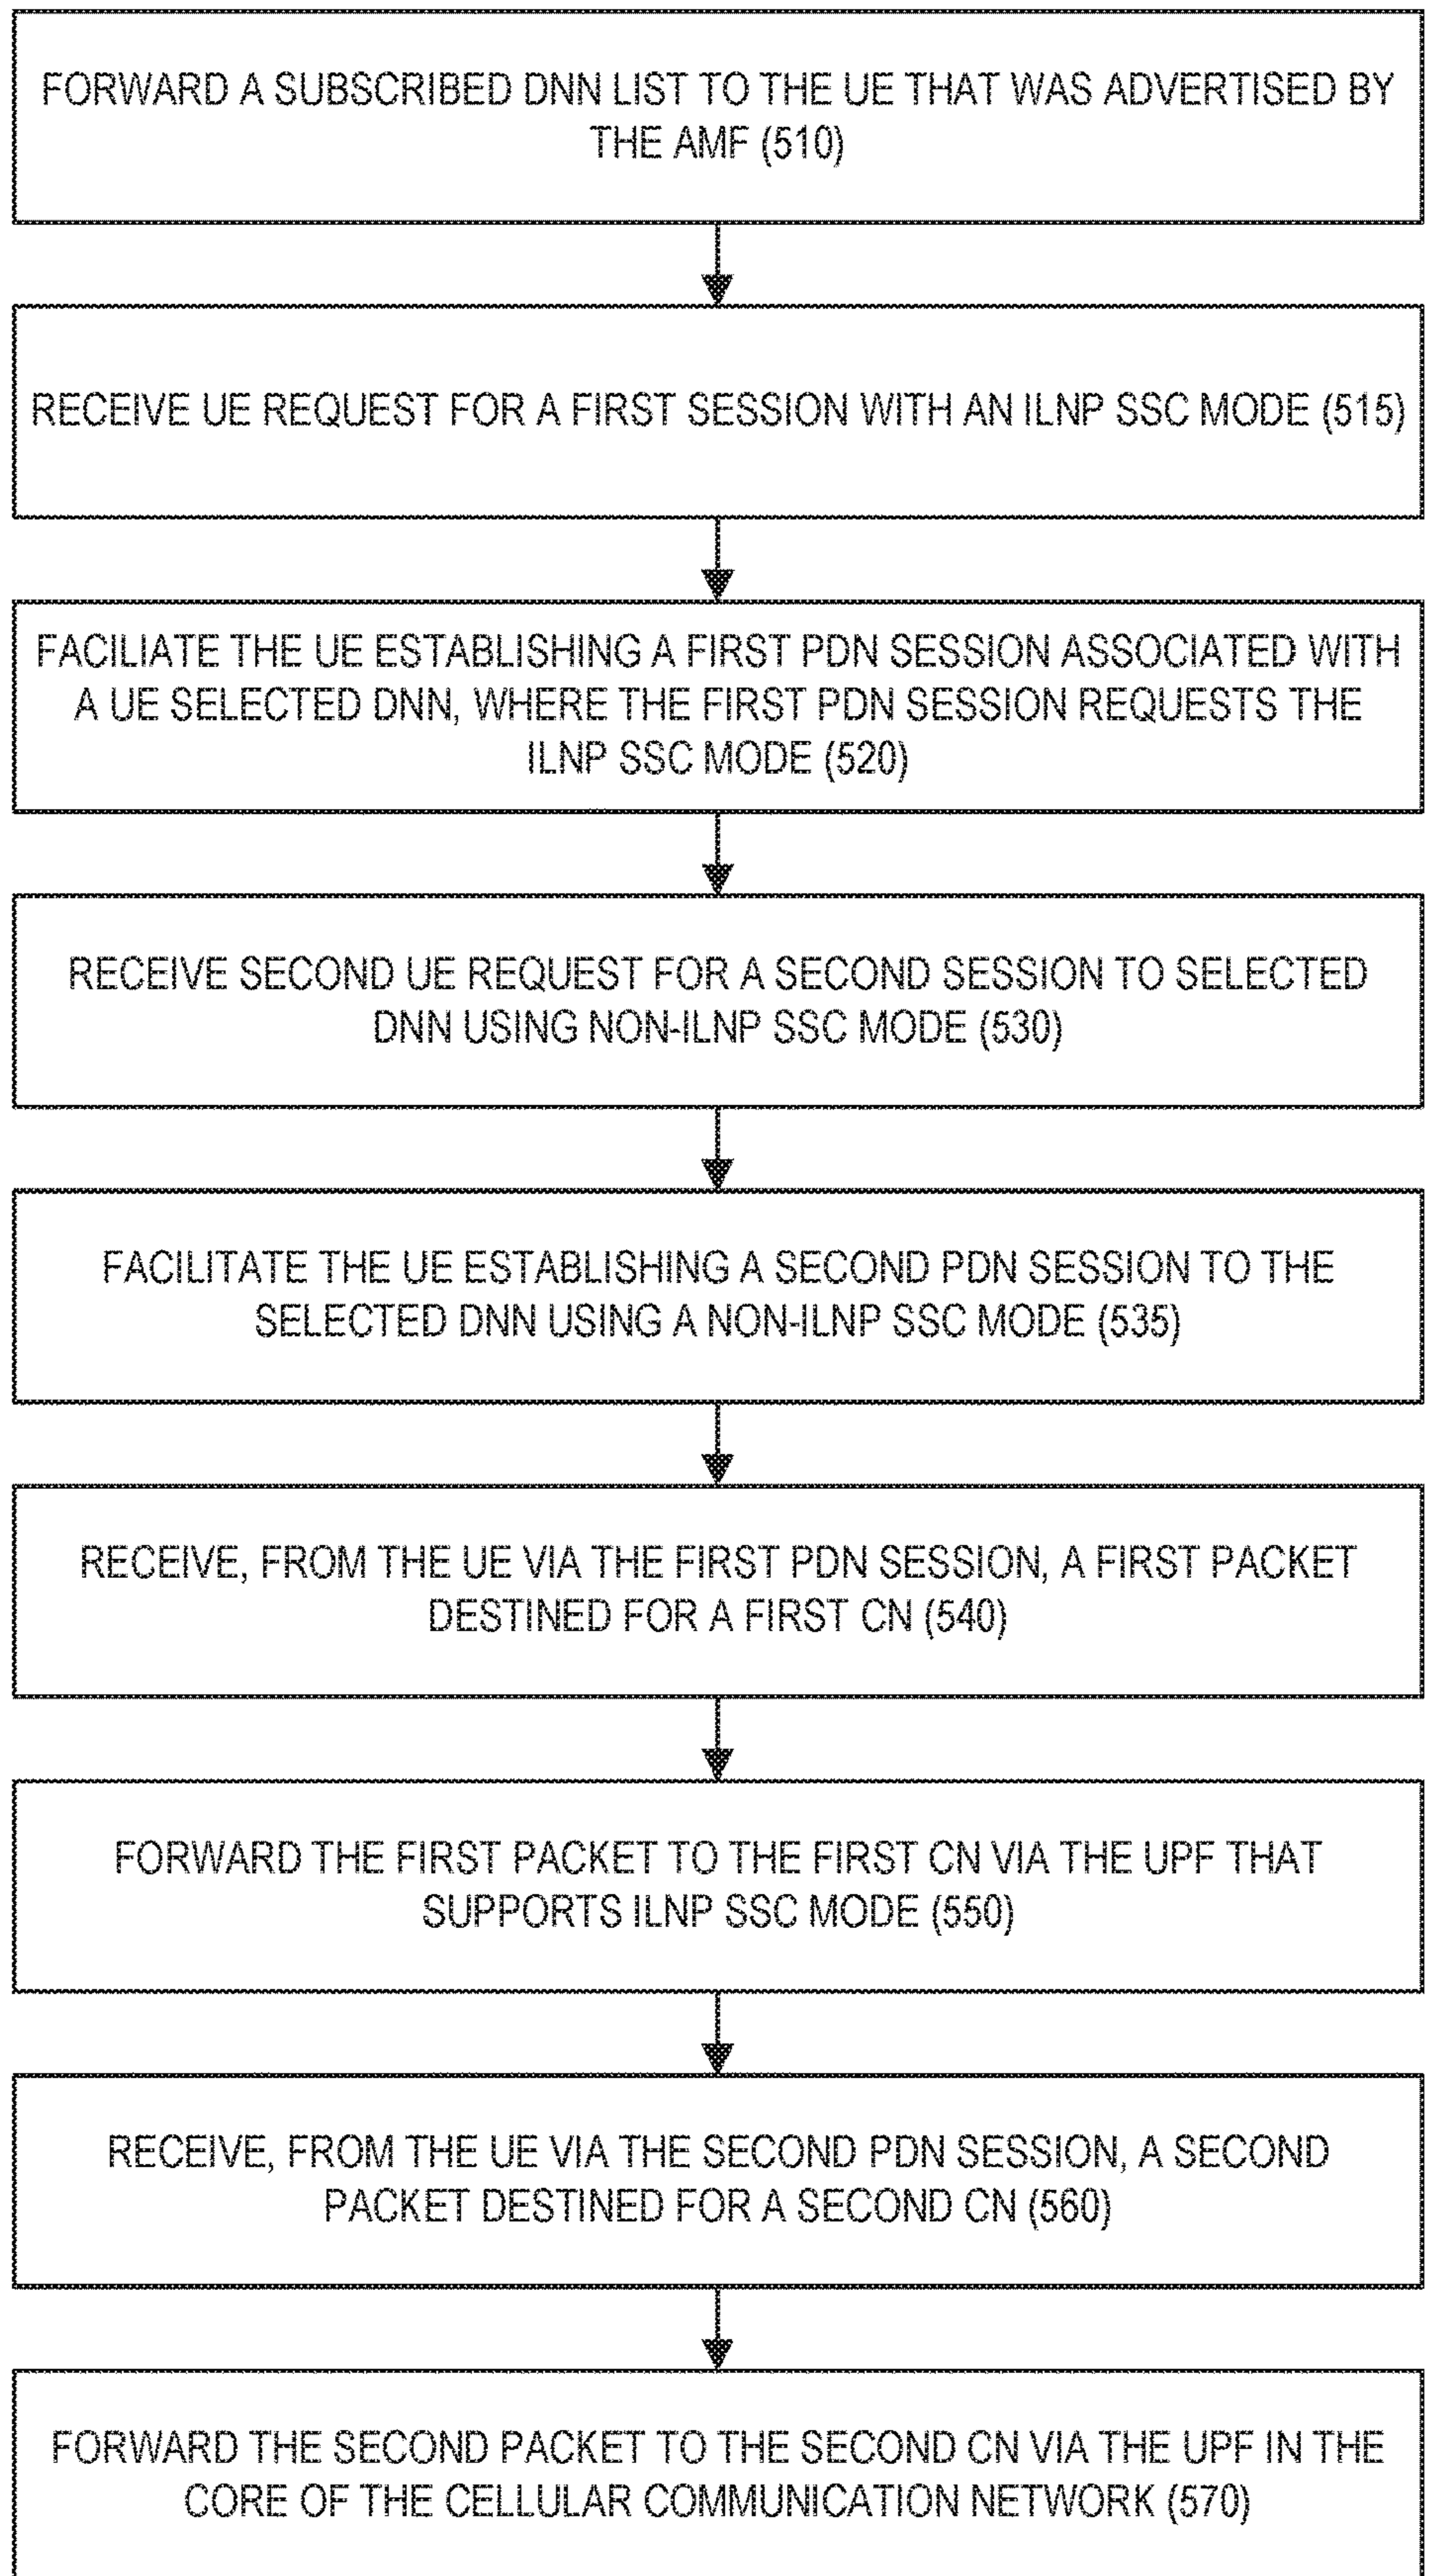 FORWARD A SUBSCRIBED DNN LIST TO THE UE THAT WAS ADVERTISED BY
THE AMF (510)
RECEIVE UE REQUEST FOR A FIRST SESSION WITH AN ILNP SSC MODE (515)
FACILIATE THE UE ESTABLISHING A FIRST PDN SESSION ASSOCIATED WITH
A UE SELECTED DNN, WHERE THE FIRST PDN SESSION REQUESTS THE
ILNP SSC MODE (520)
RECEIVE SECOND UE REQUEST FOR A SECOND SESSION TO SELECTED
DNN USING NON-ILNP SSC MODE (530)
FACILITATE THE UE ESTABLISHING A SECOND PDN SESSION TO THE
SELECTED DNN USING A NON-ILNP SSC MODE (535)
RECEIVE, FROM THE UE VIA THE FIRST PDN SESSION, A FIRST PACKET
DESTINED FOR A FIRST CN (540)
FORWARD THE FIRST PACKET TO THE FIRST CN VIA THE UPF THAT
SUPPORTS ILNP SSC MODE (550)
RECEIVE, FROM THE UE VIA THE SECOND PDN SESSION, A SECOND
PACKET DESTINED FOR A SECOND CN (560)
FORWARD THE SECOND PACKET TO THE SECOND CN VIA THE UPF IN THE
CORE OF THE CELLULAR COMMUNICATION NETWORK (570)